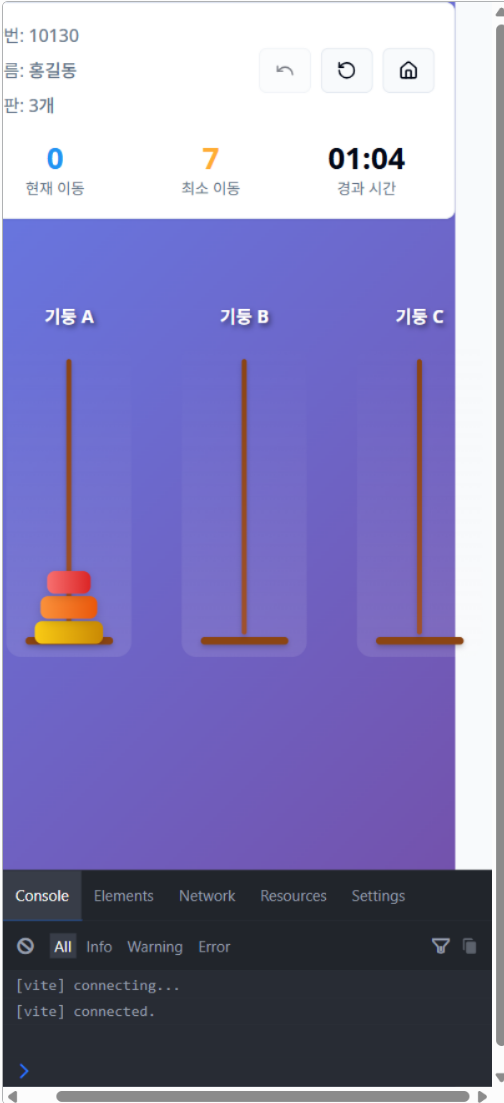 번: 10130
름: 홍길동
판: 3개
0 7 01:04
현재 이동 최소 이동 경과 시간
기둥 A 기둥 B 기둥 C
Console Elements Network Resources Settings
All Info Warning Error
[vite] connecting...
[vite] connected.